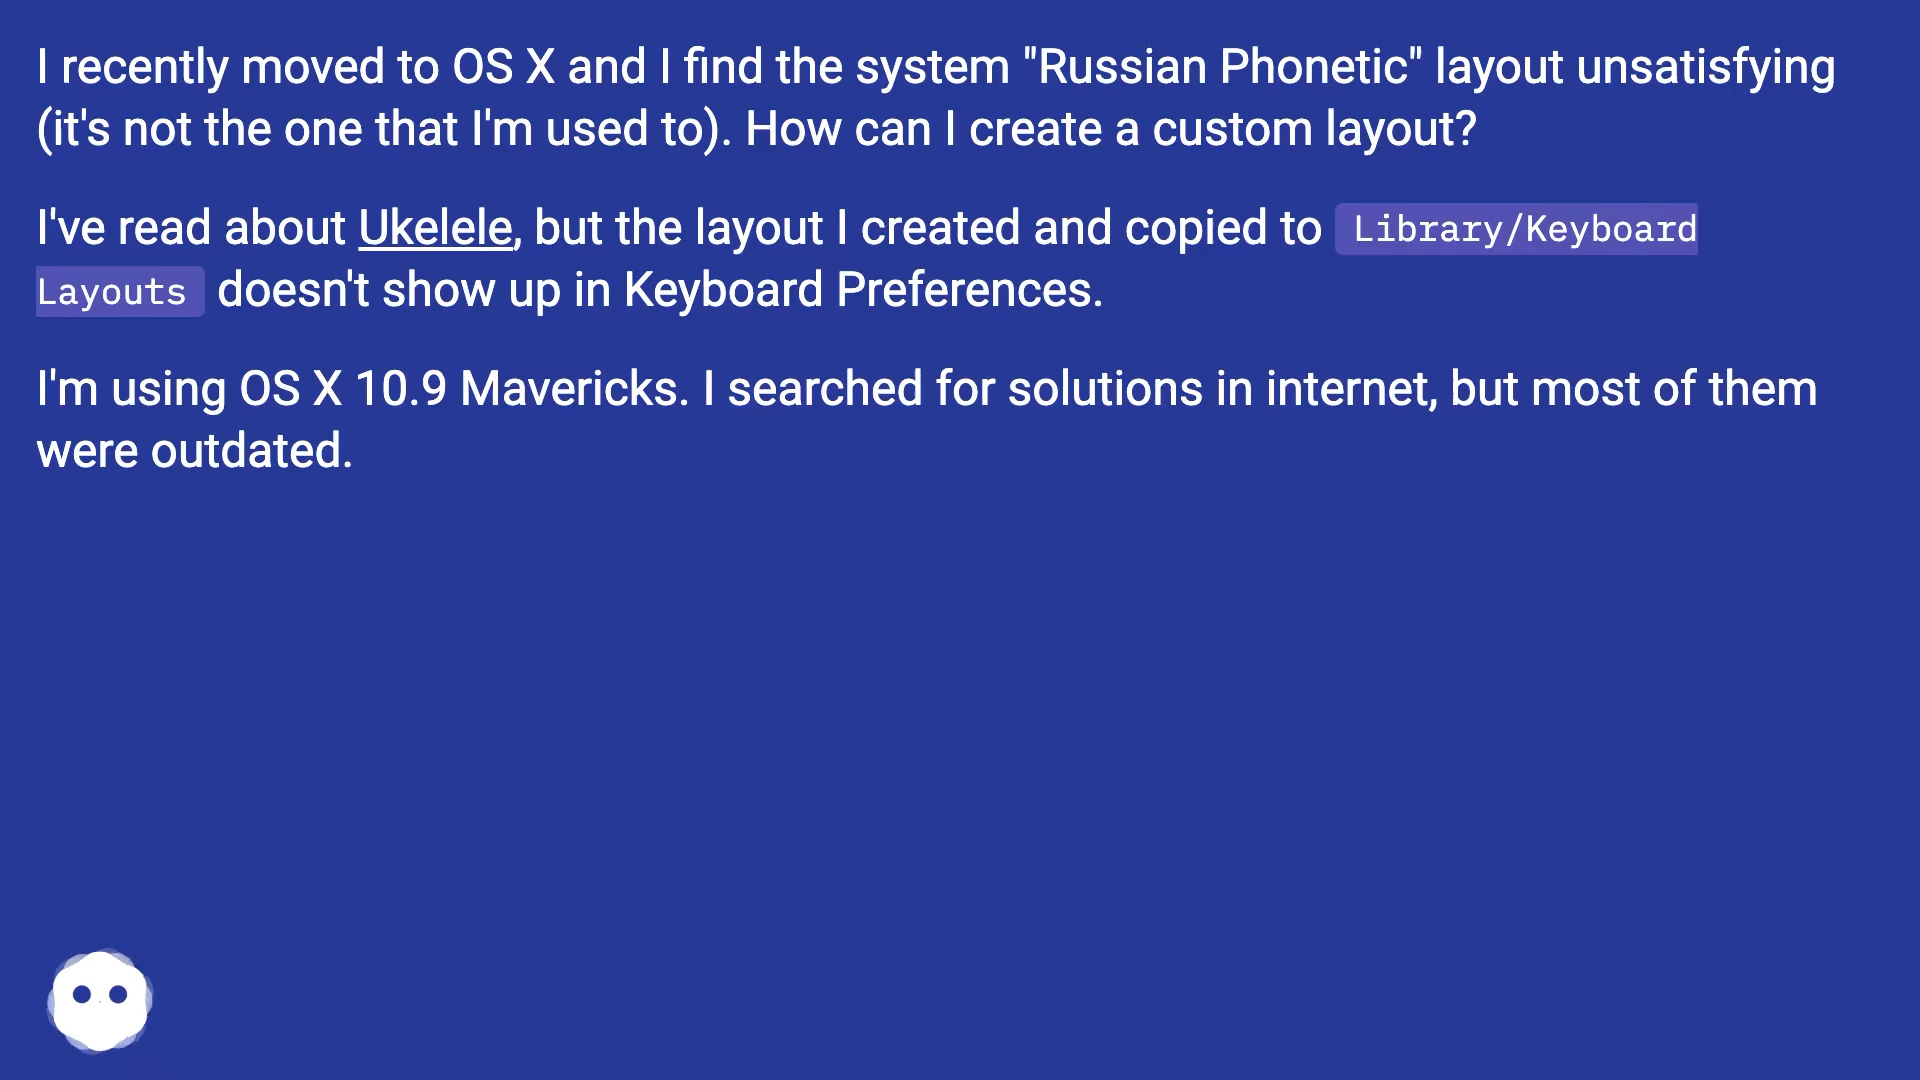 I recently moved to OS X and I find the system "Russian Phonetic" layout unsatisfying
(it's not the one that I'm used to). How can I create a custom layout?
I've read about Ukelele, but the layout I created and copied to Library/Keyboard
Layouts doesn't show up in Keyboard Preferences.
I'm using OS X 10.9 Mavericks. I searched for solutions in internet, but most of them
were outdated.